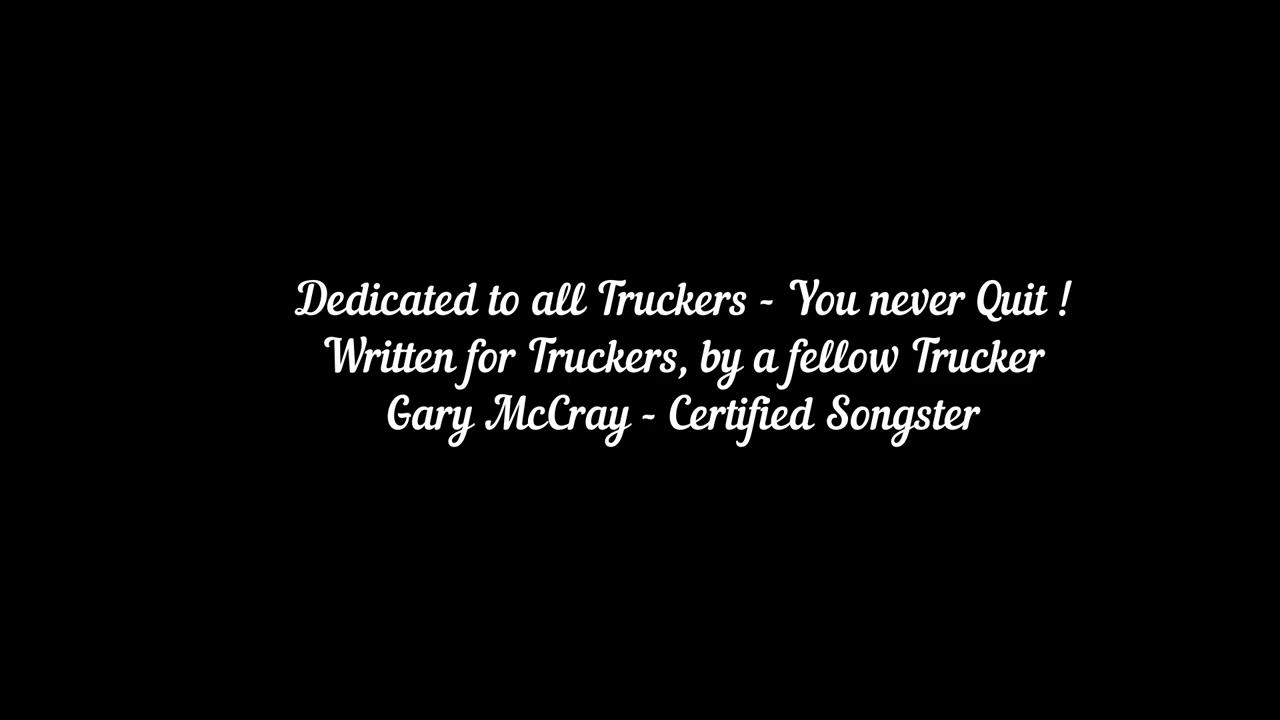 Dedicated to all Truckers - You never Quit !
Written for Truckers, by a fellow Trucker
Gary McCray - Certified Songster